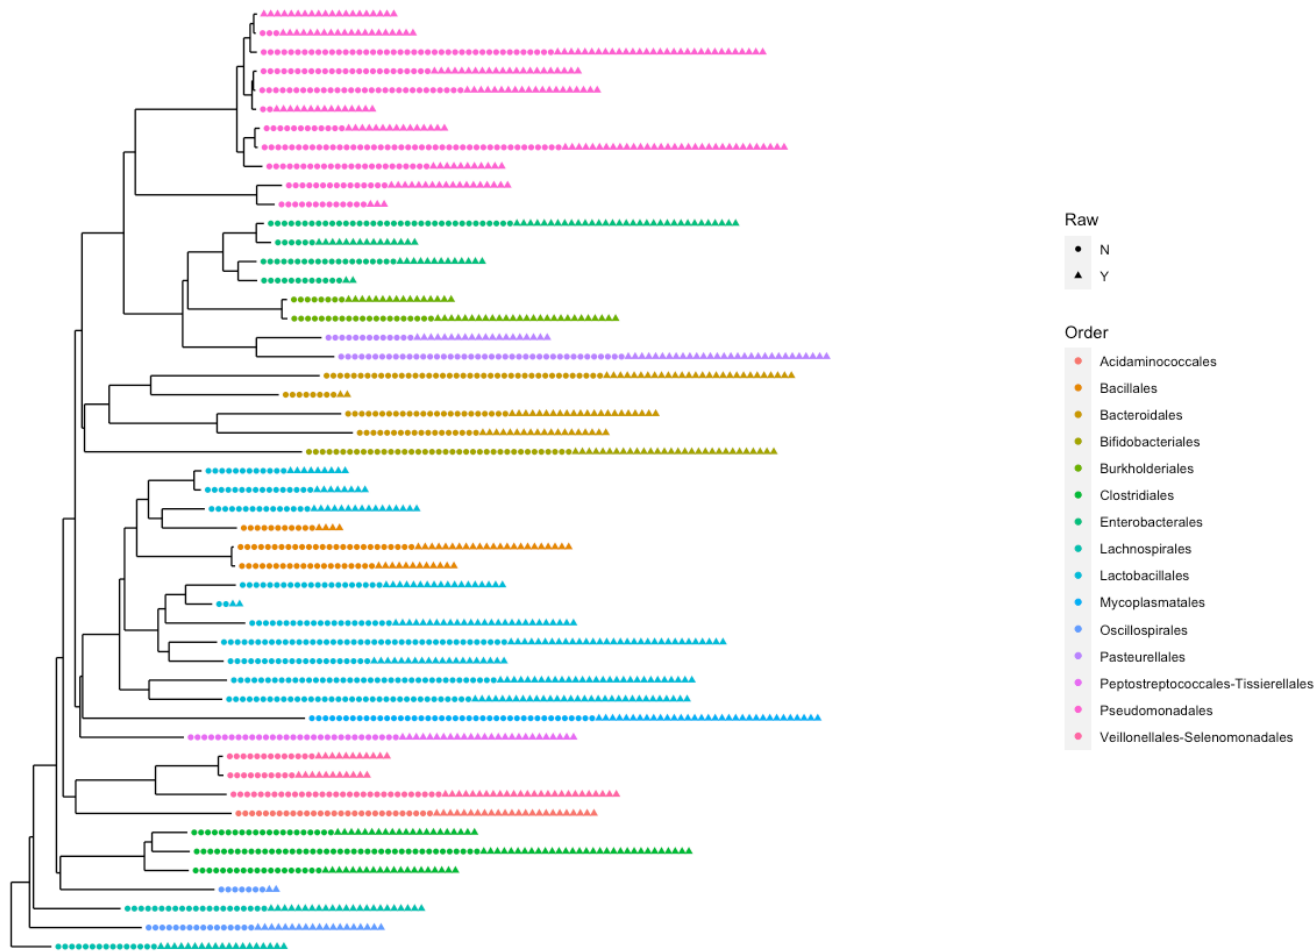 Raw
N
Y
Order
Acidaminococcales
Bacillales
Bacteroidales
Bifidobacteriales
Burkholderiales
Clostridiales
Enterobacterales
Lachnospirales
Lactobacillales
Mycoplasmatales
Oscillospirales
Pasteurellales
Peptostreptococcales-Tissierellales
Pseudomonadales
Veillonellales-Selenomonadales